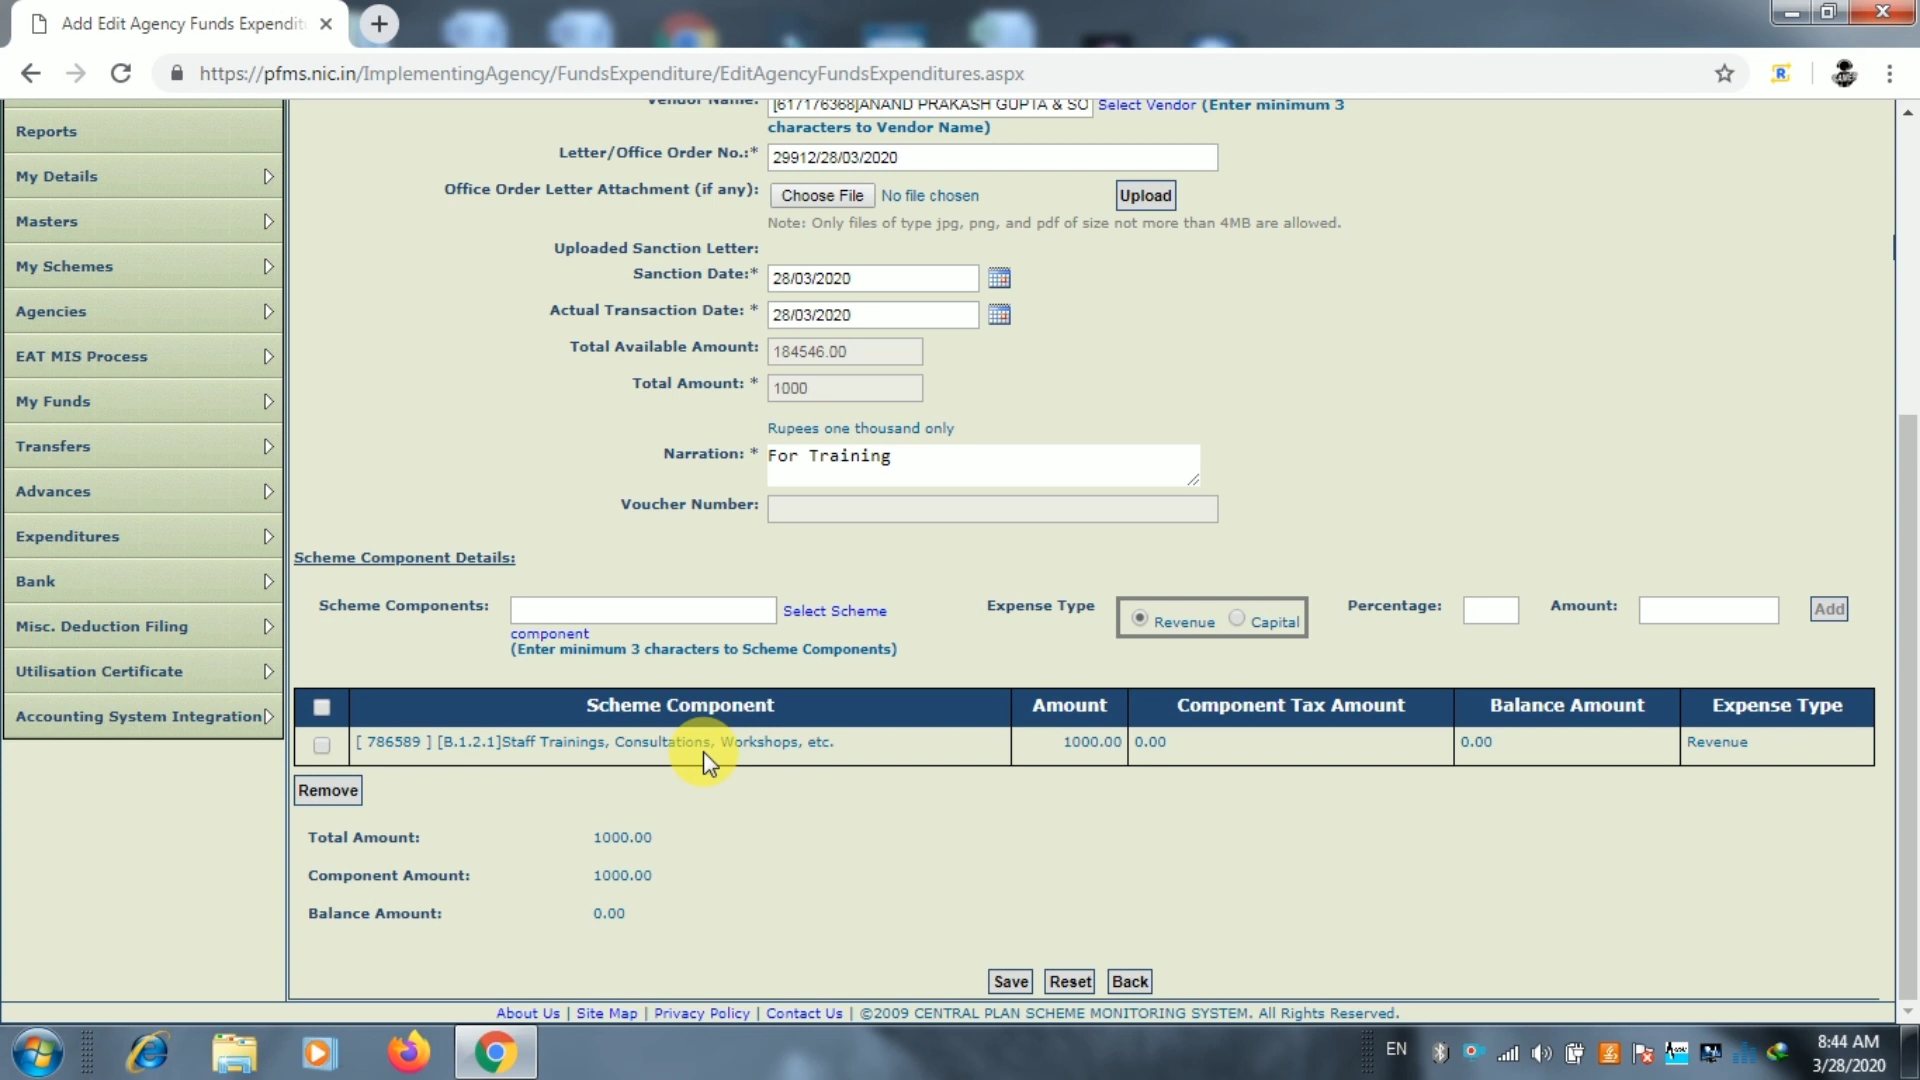 Add Edit Agency Funds Expendit
https://pfms.nic.in/ImplementingAgency/FundsExpenditure/EditAgencyFundsExpenditures.aspx
Vendor Name: [617176368]ANAND PRAKASH GUPTA & SO Select Vendor (Enter minimum 3
characters to Vendor Name)
Reports
My Details
Masters
My Schemes
Agencies
EAT MIS Process
My Funds
Transfers
Advances
Expenditures
Bank
Misc. Deduction Filing
Utilisation Certificate
Accounting System Integration
Letter/Office Order No.:* 29912/28/03/2020
Office Order Letter Attachment (if any): Choose File No file chosen Upload
Note: Only files of type jpg, png, and pdf of size not more than 4MB are allowed.
Uploaded Sanction Letter:
Sanction Date:* 28/03/2020
Actual Transaction Date: * 28/03/2020
Total Available Amount: 184546.00
Total Amount: * 1000
Rupees one thousand only
Narration: * For Training
Voucher Number:
Scheme Component Details:
Scheme Components: Select Scheme Expense Type Revenue Capital Percentage: Amount: Add
component
(Enter minimum 3 characters to Scheme Components)
Scheme Component Amount Component Tax Amount Balance Amount Expense Type
[ 786589 ] [B.1.2.1]Staff Trainings, Consultations, Workshops, etc. 1000.00 0.00 0.00 Revenue
Remove
Total Amount: 1000.00
Component Amount: 1000.00
Balance Amount: 0.00
Save Reset Back
About Us | Site Map | Privacy Policy | Contact Us | ©2009 CENTRAL PLAN SCHEME MONITORING SYSTEM. All Rights Reserved.
EN
8:44 AM
3/28/2020